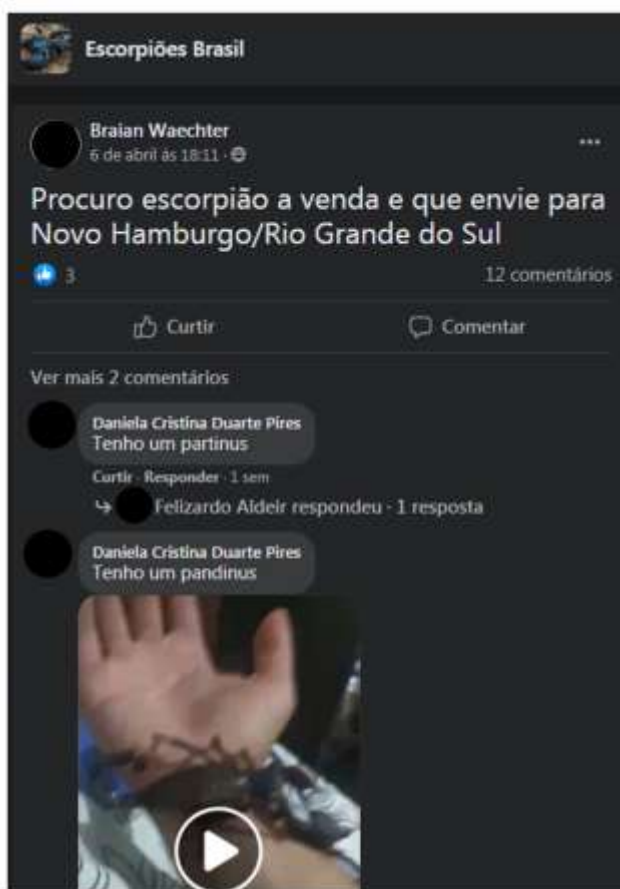 Escorpiões Brasil
Braian Waechter
6 de abril às 18:11 ·
Procuro escorpião a venda e que envie para
Novo Hamburgo/Rio Grande do Sul
3
12 comentários
Curtir
Comentar
Ver mais 2 comentários
Daniela Cristina Duarte Pires
Tenho um partinus
Curtir · Responder · 1 sem
Felizardo Aldeir respondeu · 1 resposta
Daniela Cristina Duarte Pires
Tenho um pandinus